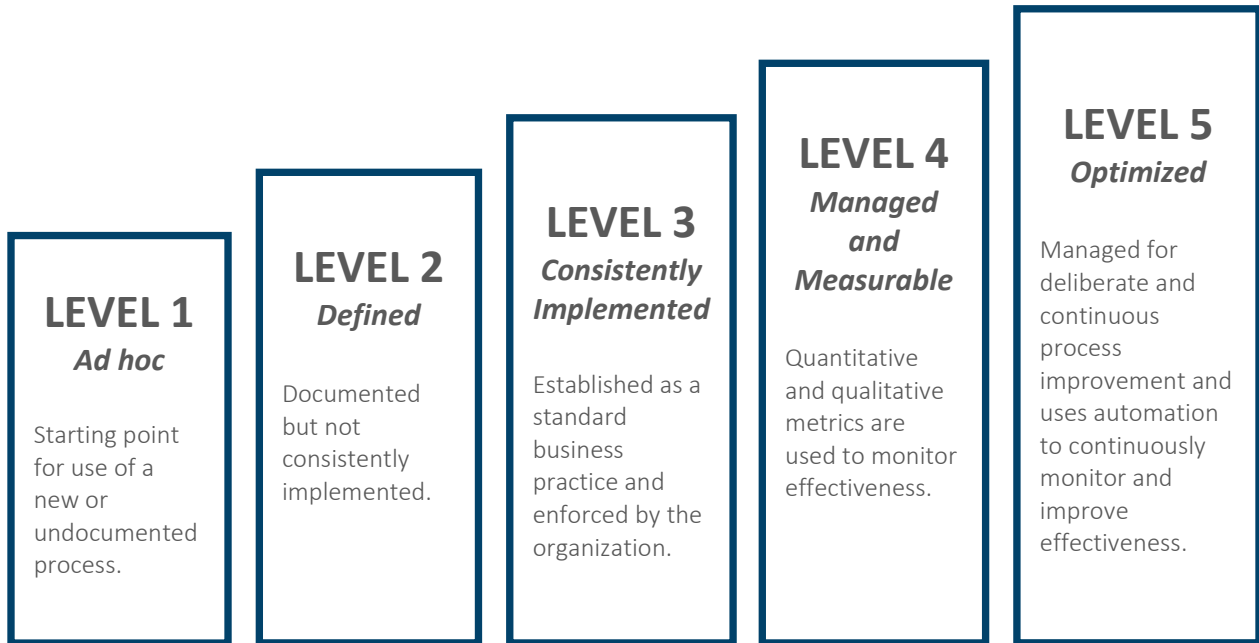 LEVEL 1
Ad hoc
Starting point
for use of a
new or
undocumented
process.
LEVEL 2
Defined
Documented
but not
consistently
implemented.
LEVEL 3
Consistently
Implemented
Established as a
standard
business
practice and
enforced by the
organization.
LEVEL 4
Managed
and
Measurable
Quantitative
and qualitative
metrics are
used to monitor
effectiveness.
LEVEL 5
Optimized
Managed for
deliberate and
continuous
process
improvement and
uses automation
to continuously
monitor and
improve
effectiveness.